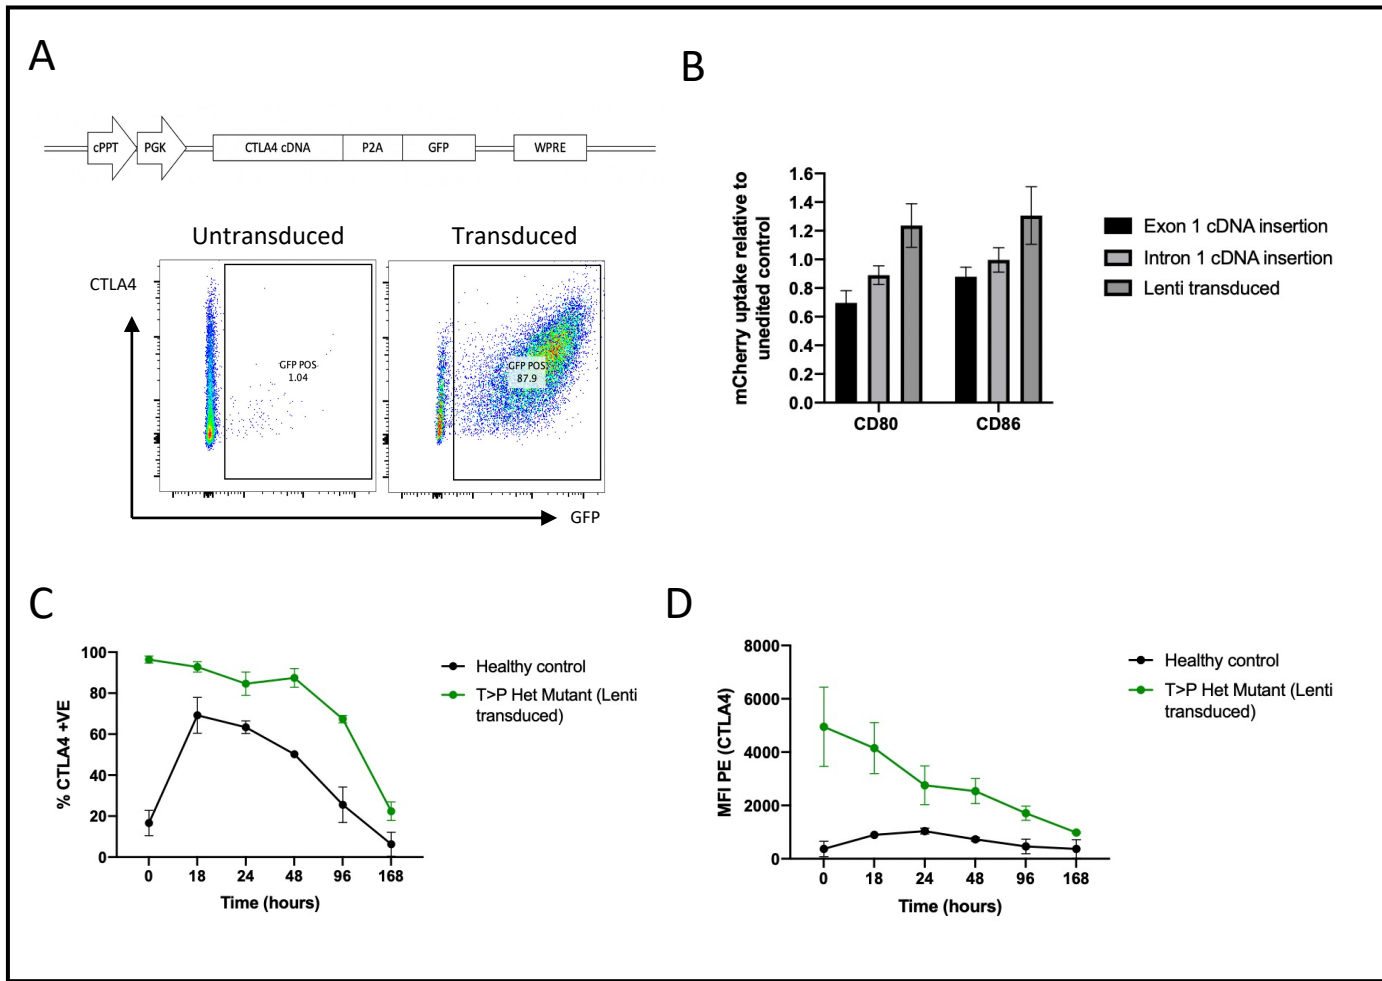 A
cPPT PGK CTLA4 cDNA P2A GFP WPRE
Untransduced Transduced
CTLA4
GFP POS
1.04
GFP POS
87.9
GFP
B
mCherry uptake relative to
unedited control
1.6
1.4
1.2
1.0
0.8
0.6
0.4
0.2
0.0
CD80 CD86
Exon 1 cDNA insertion
Intron 1 cDNA insertion
Lenti transduced
C
% CTLA4 +VE
100
80
60
40
20
0
0 18 24 48 96 168
Time (hours)
Healthy control
T>P Het Mutant (Lenti
transduced)
D
MFI PE (CTLA4)
8000
6000
4000
2000
0
0 18 24 48 96 168
Time (hours)
Healthy control
T>P Het Mutant (Lenti
transduced)